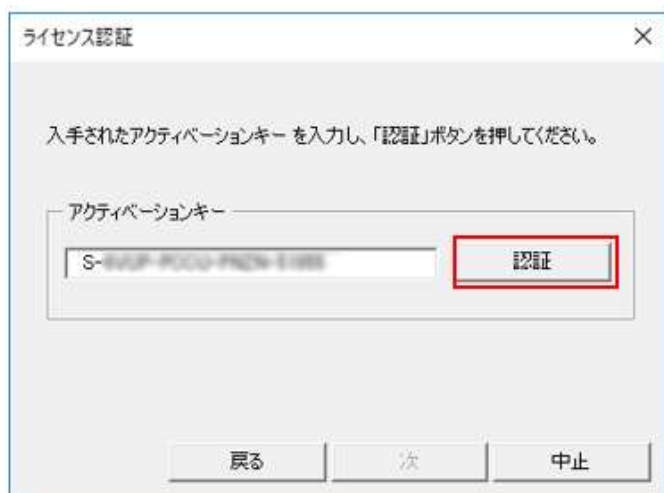 ライセンス認証
入手されたアクティベーションキー を入力し、「認証」ボタンを押してください。
アクティベーションキー
S-
認証
戻る
次
中止